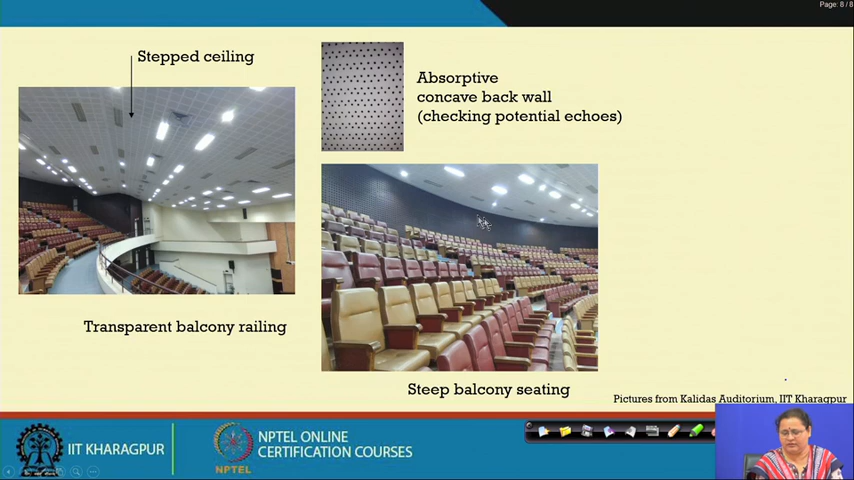 Page: 8 / 8
Stepped ceiling
Absorptive
concave back wall
(checking potential echoes)
Transparent balcony railing
Steep balcony seating
Pictures from Kalidas Auditorium, IIT Kharagpur
IIT KHARAGPUR
NPTEL
NPTEL ONLINE
CERTIFICATION COURSES